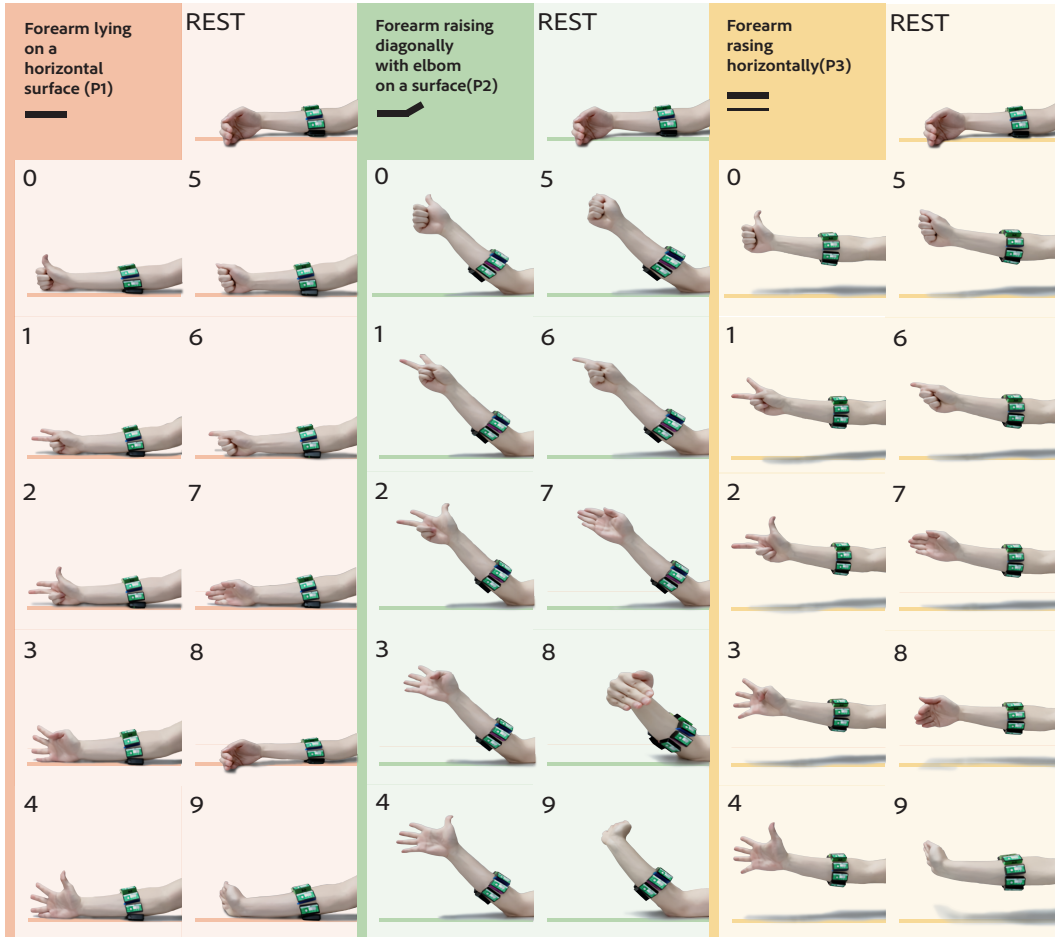 Forearm lying
on a
horizontal
surface (P1)
REST
0
5
1
6
2
7
3
8
4
9
Forearm raising
diagonally
with elbom
on a surface(P2)
REST
0
5
1
6
2
7
3
8
4
9
Forearm
rasing
horizontally(P3)
REST
0
5
1
6
2
7
3
8
4
9